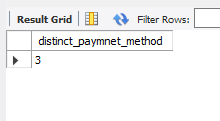 Result Grid Filter Rows:
distinct_paymnet_method
3